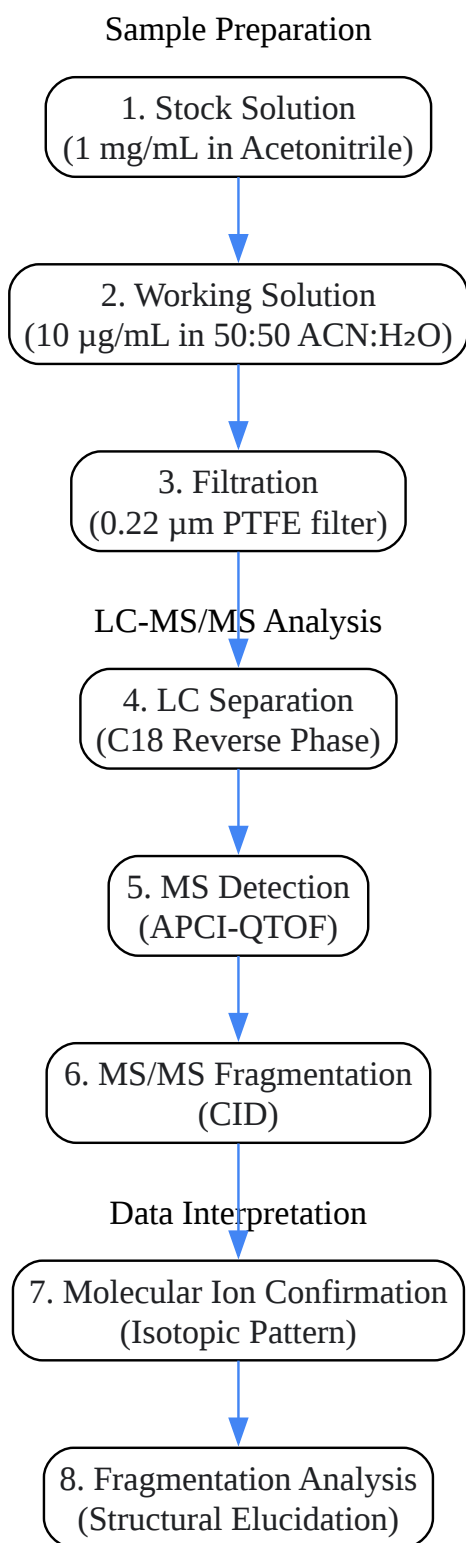 Sample Preparation
1. Stock Solution
(1 mg/mL in Acetonitrile)
2. Working Solution
(10 µg/mL in 50:50 ACN:H₂O)
3. Filtration
(0.22 µm PTFE filter)
LC-MS/MS Analysis
4. LC Separation
(C18 Reverse Phase)
5. MS Detection
(APCI-QTOF)
6. MS/MS Fragmentation
(CID)
Data Interpretation
7. Molecular Ion Confirmation
(Isotopic Pattern)
8. Fragmentation Analysis
(Structural Elucidation)